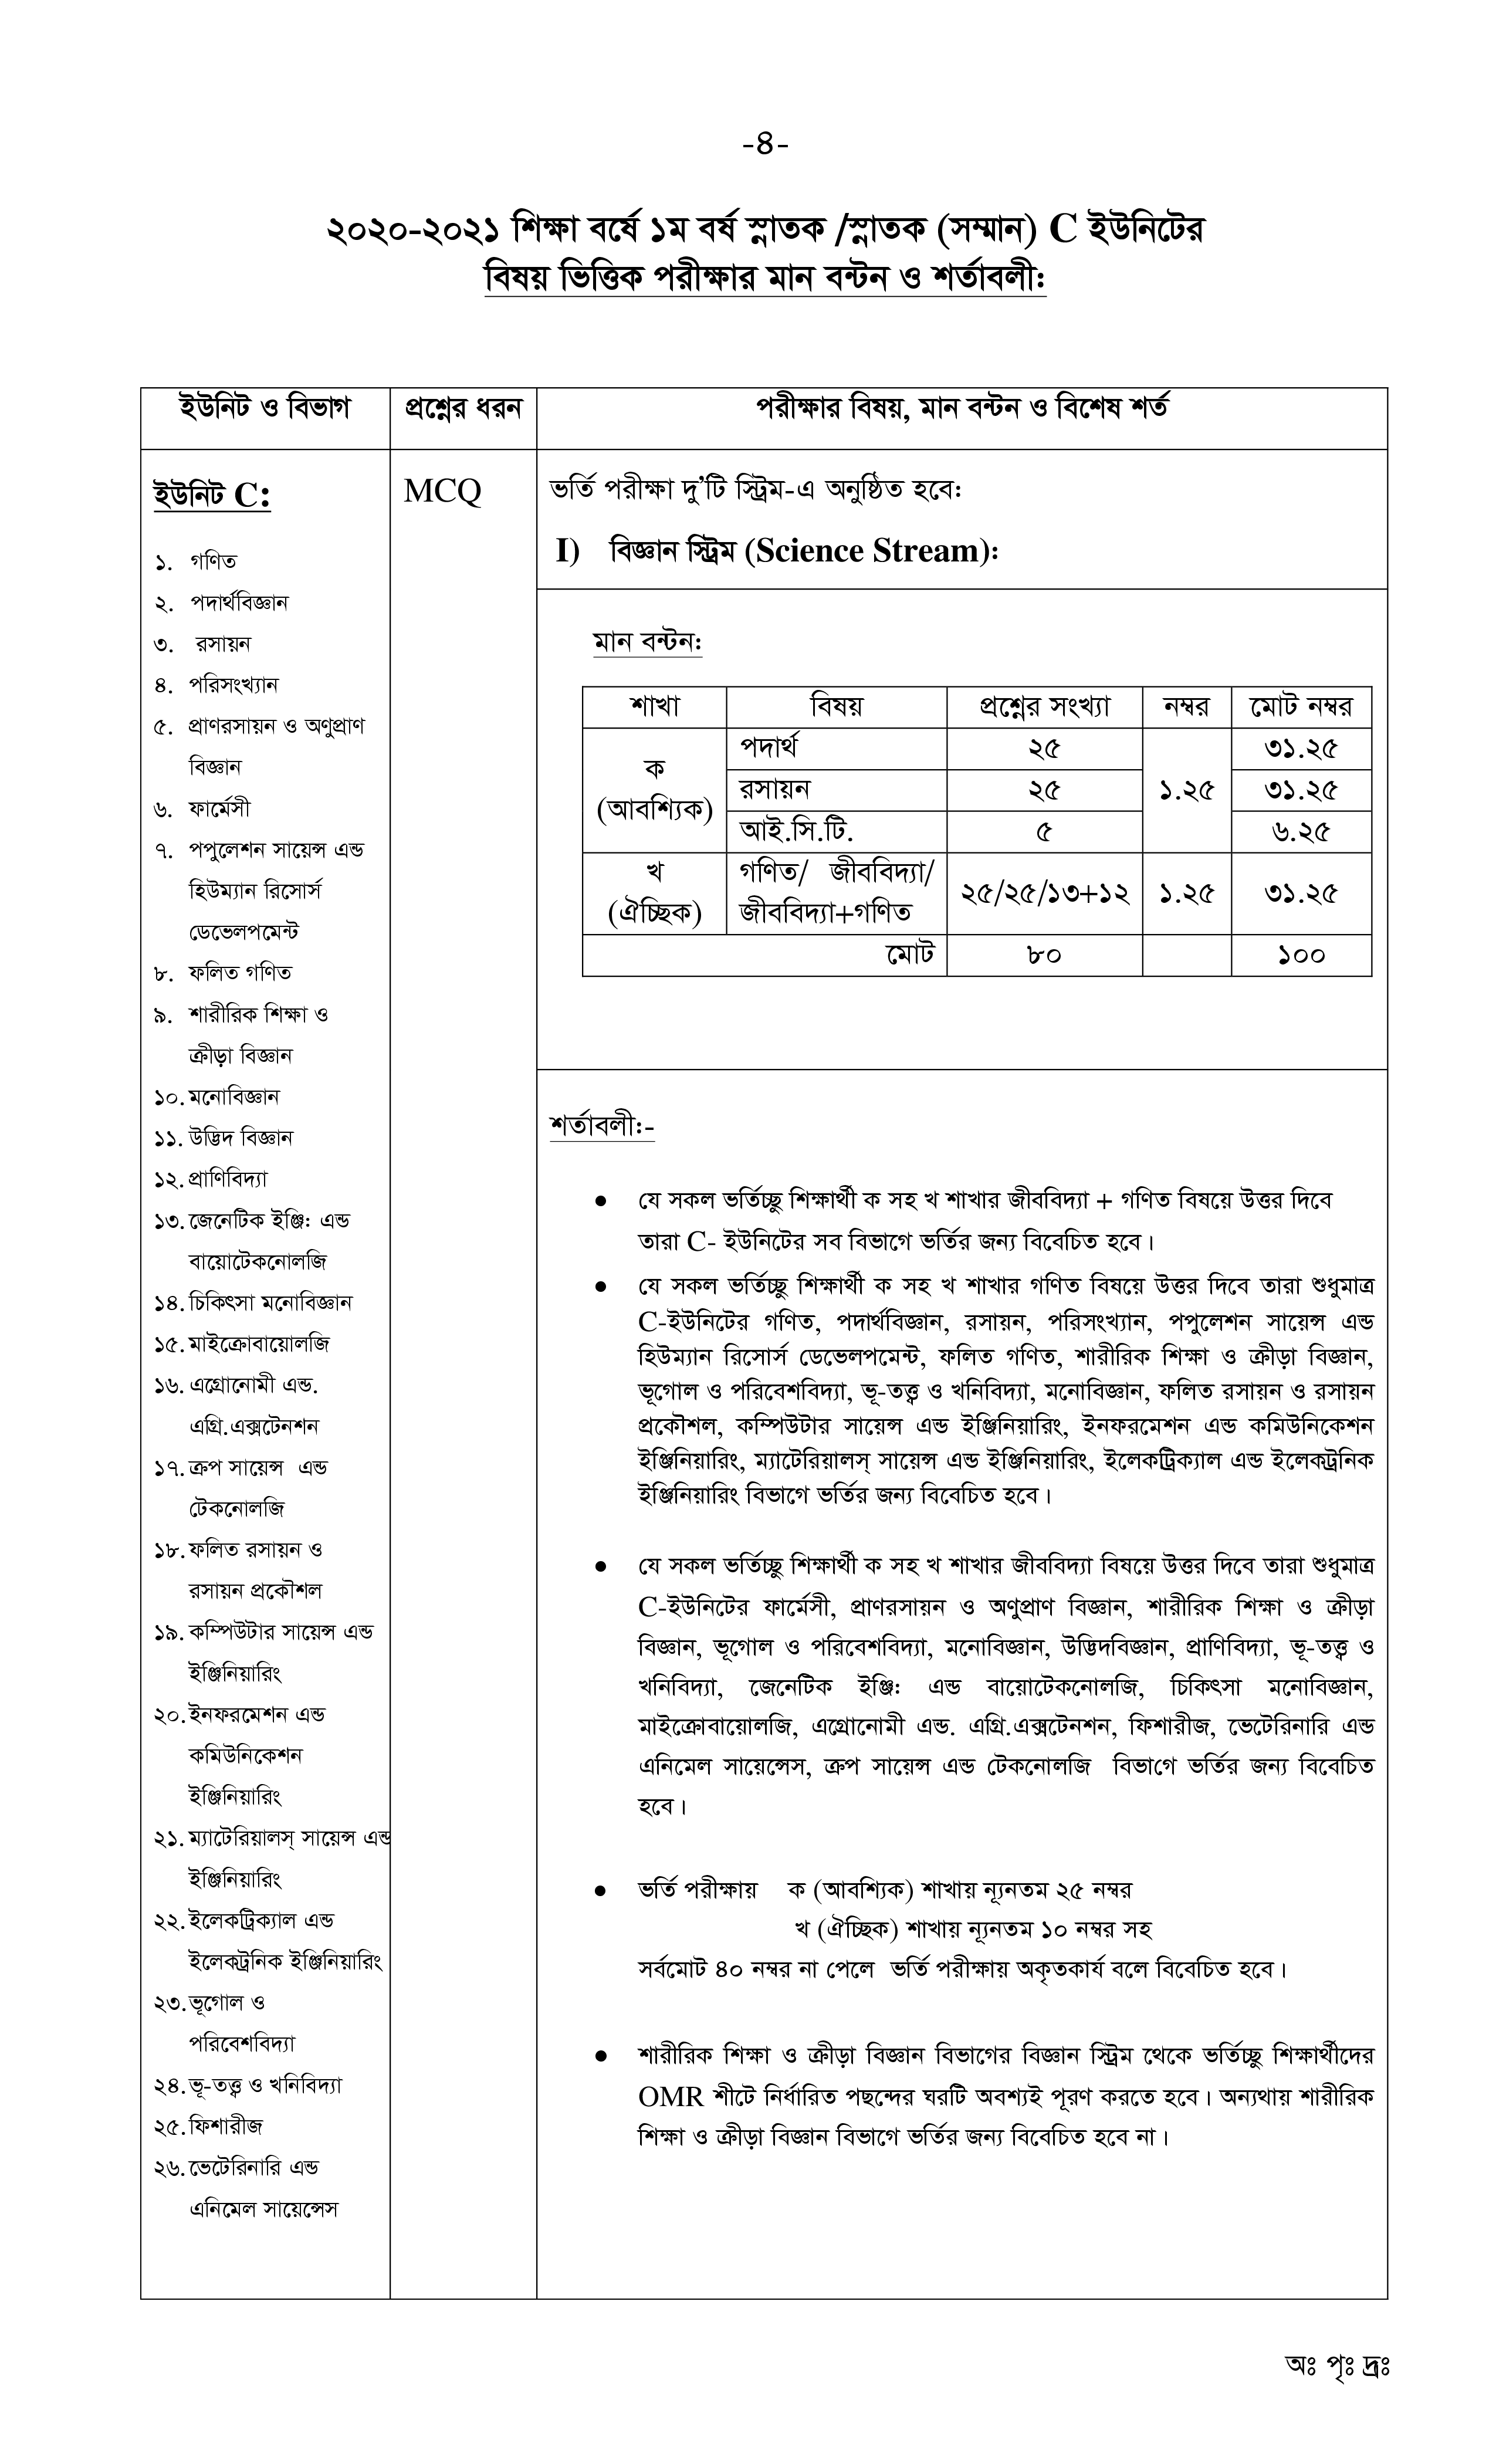 -৪-
২০২০-২০২১ শিক্ষা বর্ষে ১ম বর্ষ স্নাতক /স্নাতক (সম্মান) C ইউনিটের
বিষয় ভিত্তিক পরীক্ষার মান বন্টন ও শর্তাবলী:
ইউনিট ও বিভাগ
প্রশ্নের ধরন
পরীক্ষার বিষয়, মান বন্টন ও বিশেষ শর্ত
ইউনিট C:
১. গণিত
২. পদার্থবিজ্ঞান
৩. রসায়ন
৪. পরিসংখ্যান
৫. প্রাণরসায়ন ও অণুপ্রাণ
বিজ্ঞান
৬. ফার্মেসী
৭. পপুলেশন সায়েন্স এন্ড
হিউম্যান রিসোর্স
ডেভেলপমেন্ট
৮. ফলিত গণিত
৯. শারীরিক শিক্ষা ও
ক্রীড়া বিজ্ঞান
১০. মনোবিজ্ঞান
১১. উদ্ভিদ বিজ্ঞান
১২. প্রাণিবিদ্যা
১৩. জেনেটিক ইঞ্জি: এন্ড
বায়োটেকনোলজি
১৪. চিকিৎসা মনোবিজ্ঞান
১৫. মাইক্রোবায়োলজি
১৬. এগ্রোনোমী এন্ড.
এগ্রি.এক্সটেনশন
১৭. ক্রপ সায়েন্স এন্ড
টেকনোলজি
১৮. ফলিত রসায়ন ও
রসায়ন প্রকৌশল
১৯. কম্পিউটার সায়েন্স এন্ড
ইঞ্জিনিয়ারিং
২০. ইনফরমেশন এন্ড
কমিউনিকেশন
ইঞ্জিনিয়ারিং
২১. ম্যাটেরিয়ালস্ সায়েন্স এন্ড
ইঞ্জিনিয়ারিং
২২. ইলেকট্রিক্যাল এন্ড
ইলেকট্রনিক ইঞ্জিনিয়ারিং
২৩. ভূগোল ও
পরিবেশবিদ্যা
২৪. ভূ-তত্ত্ব ও খনিবিদ্যা
২৫. ফিশারীজ
২৬. ভেটেরিনারি এন্ড
এনিমেল সায়েন্সেস
MCQ
ভর্তি পরীক্ষা দু’টি স্ট্রিম-এ অনুষ্ঠিত হবে:
I) বিজ্ঞান স্ট্রিম (Science Stream):
মান বন্টন:
শাখা বিষয় প্রশ্নের সংখ্যা নম্বর মোট নম্বর
ক
(আবশ্যিক)
পদার্থ ২৫ ৩১.২৫
রসায়ন ২৫ ১.২৫ ৩১.২৫
আই.সি.টি. ৫ ৬.২৫
খ
(ঐচ্ছিক)
গণিত/ জীববিদ্যা/
জীববিদ্যা+গণিত
২৫/২৫/১৩+১২ ১.২৫ ৩১.২৫
মোট ৮০ ১০০
শর্তাবলী:-
● যে সকল ভর্তিচ্ছু শিক্ষার্থী ক সহ খ শাখার জীববিদ্যা + গণিত বিষয়ে উত্তর দিবে
তারা C- ইউনিটের সব বিভাগে ভর্তির জন্য বিবেচিত হবে।
● যে সকল ভর্তিচ্ছু শিক্ষার্থী ক সহ খ শাখার গণিত বিষয়ে উত্তর দিবে তারা শুধুমাত্র
C-ইউনিটের গণিত, পদার্থবিজ্ঞান, রসায়ন, পরিসংখ্যান, পপুলেশন সায়েন্স এন্ড
হিউম্যান রিসোর্স ডেভেলপমেন্ট, ফলিত গণিত, শারীরিক শিক্ষা ও ক্রীড়া বিজ্ঞান,
ভূগোল ও পরিবেশবিদ্যা, ভূ-তত্ত্ব ও খনিবিদ্যা, মনোবিজ্ঞান, ফলিত রসায়ন ও রসায়ন
প্রকৌশল, কম্পিউটার সায়েন্স এন্ড ইঞ্জিনিয়ারিং, ইনফরমেশন এন্ড কমিউনিকেশন
ইঞ্জিনিয়ারিং, ম্যাটেরিয়ালস্ সায়েন্স এন্ড ইঞ্জিনিয়ারিং, ইলেকট্রিক্যাল এন্ড ইলেকট্রনিক
ইঞ্জিনিয়ারিং বিভাগে ভর্তির জন্য বিবেচিত হবে।
● যে সকল ভর্তিচ্ছু শিক্ষার্থী ক সহ খ শাখার জীববিদ্যা বিষয়ে উত্তর দিবে তারা শুধুমাত্র
C-ইউনিটের ফার্মেসী, প্রাণরসায়ন ও অণুপ্রাণ বিজ্ঞান, শারীরিক শিক্ষা ও ক্রীড়া
বিজ্ঞান, ভূগোল ও পরিবেশবিদ্যা, মনোবিজ্ঞান, উদ্ভিদবিজ্ঞান, প্রাণিবিদ্যা, ভূ-তত্ত্ব ও
খনিবিদ্যা, জেনেটিক ইঞ্জি: এন্ড বায়োটেকনোলজি, চিকিৎসা মনোবিজ্ঞান,
মাইক্রোবায়োলজি, এগ্রোনোমী এন্ড. এগ্রি.এক্সটেনশন, ফিশারীজ, ভেটেরিনারি এন্ড
এনিমেল সায়েন্সেস, ক্রপ সায়েন্স এন্ড টেকনোলজি বিভাগে ভর্তির জন্য বিবেচিত
হবে।
● ভর্তি পরীক্ষায় ক (আবশ্যিক) শাখায় ন্যূনতম ২৫ নম্বর
খ (ঐচ্ছিক) শাখায় ন্যূনতম ১০ নম্বর সহ
সর্বমোট ৪০ নম্বর না পেলে ভর্তি পরীক্ষায় অকৃতকার্য বলে বিবেচিত হবে।
● শারীরিক শিক্ষা ও ক্রীড়া বিজ্ঞান বিভাগের বিজ্ঞান স্ট্রিম থেকে ভর্তিচ্ছু শিক্ষার্থীদের
OMR শীটে নির্ধারিত পছন্দের ঘরটি অবশ্যই পূরণ করতে হবে। অন্যথায় শারীরিক
শিক্ষা ও ক্রীড়া বিজ্ঞান বিভাগে ভর্তির জন্য বিবেচিত হবে না।
অঃ পৃঃ দ্রঃ